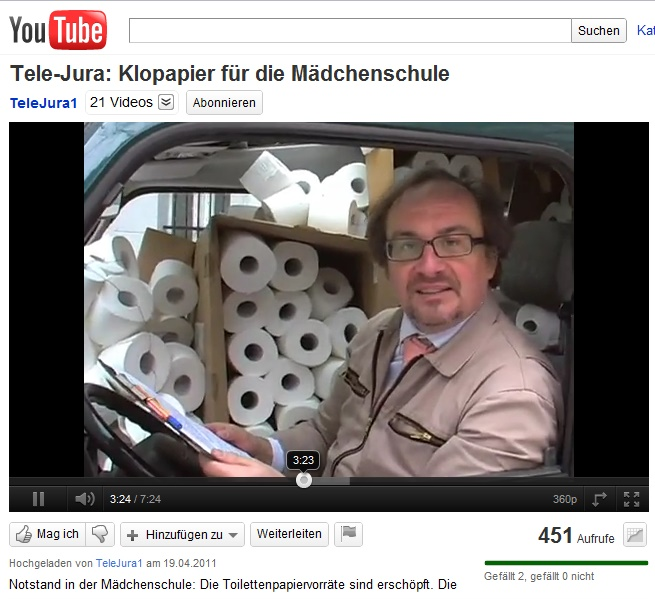 YouTube Suchen Kat
Tele-Jura: Klopapier für die Mädchenschule
TeleJura1 21 Videos Abonnieren
3:23
3:24 / 7:24 360p
Mag ich Hinzufügen zu Weiterleiten 451 Aufrufe
Hochgeladen von TeleJura1 am 19.04.2011
Gefällt 2, gefällt 0 nicht
Notstand in der Mädchenschule: Die Toilettenpapiervorräte sind erschöpft. Die